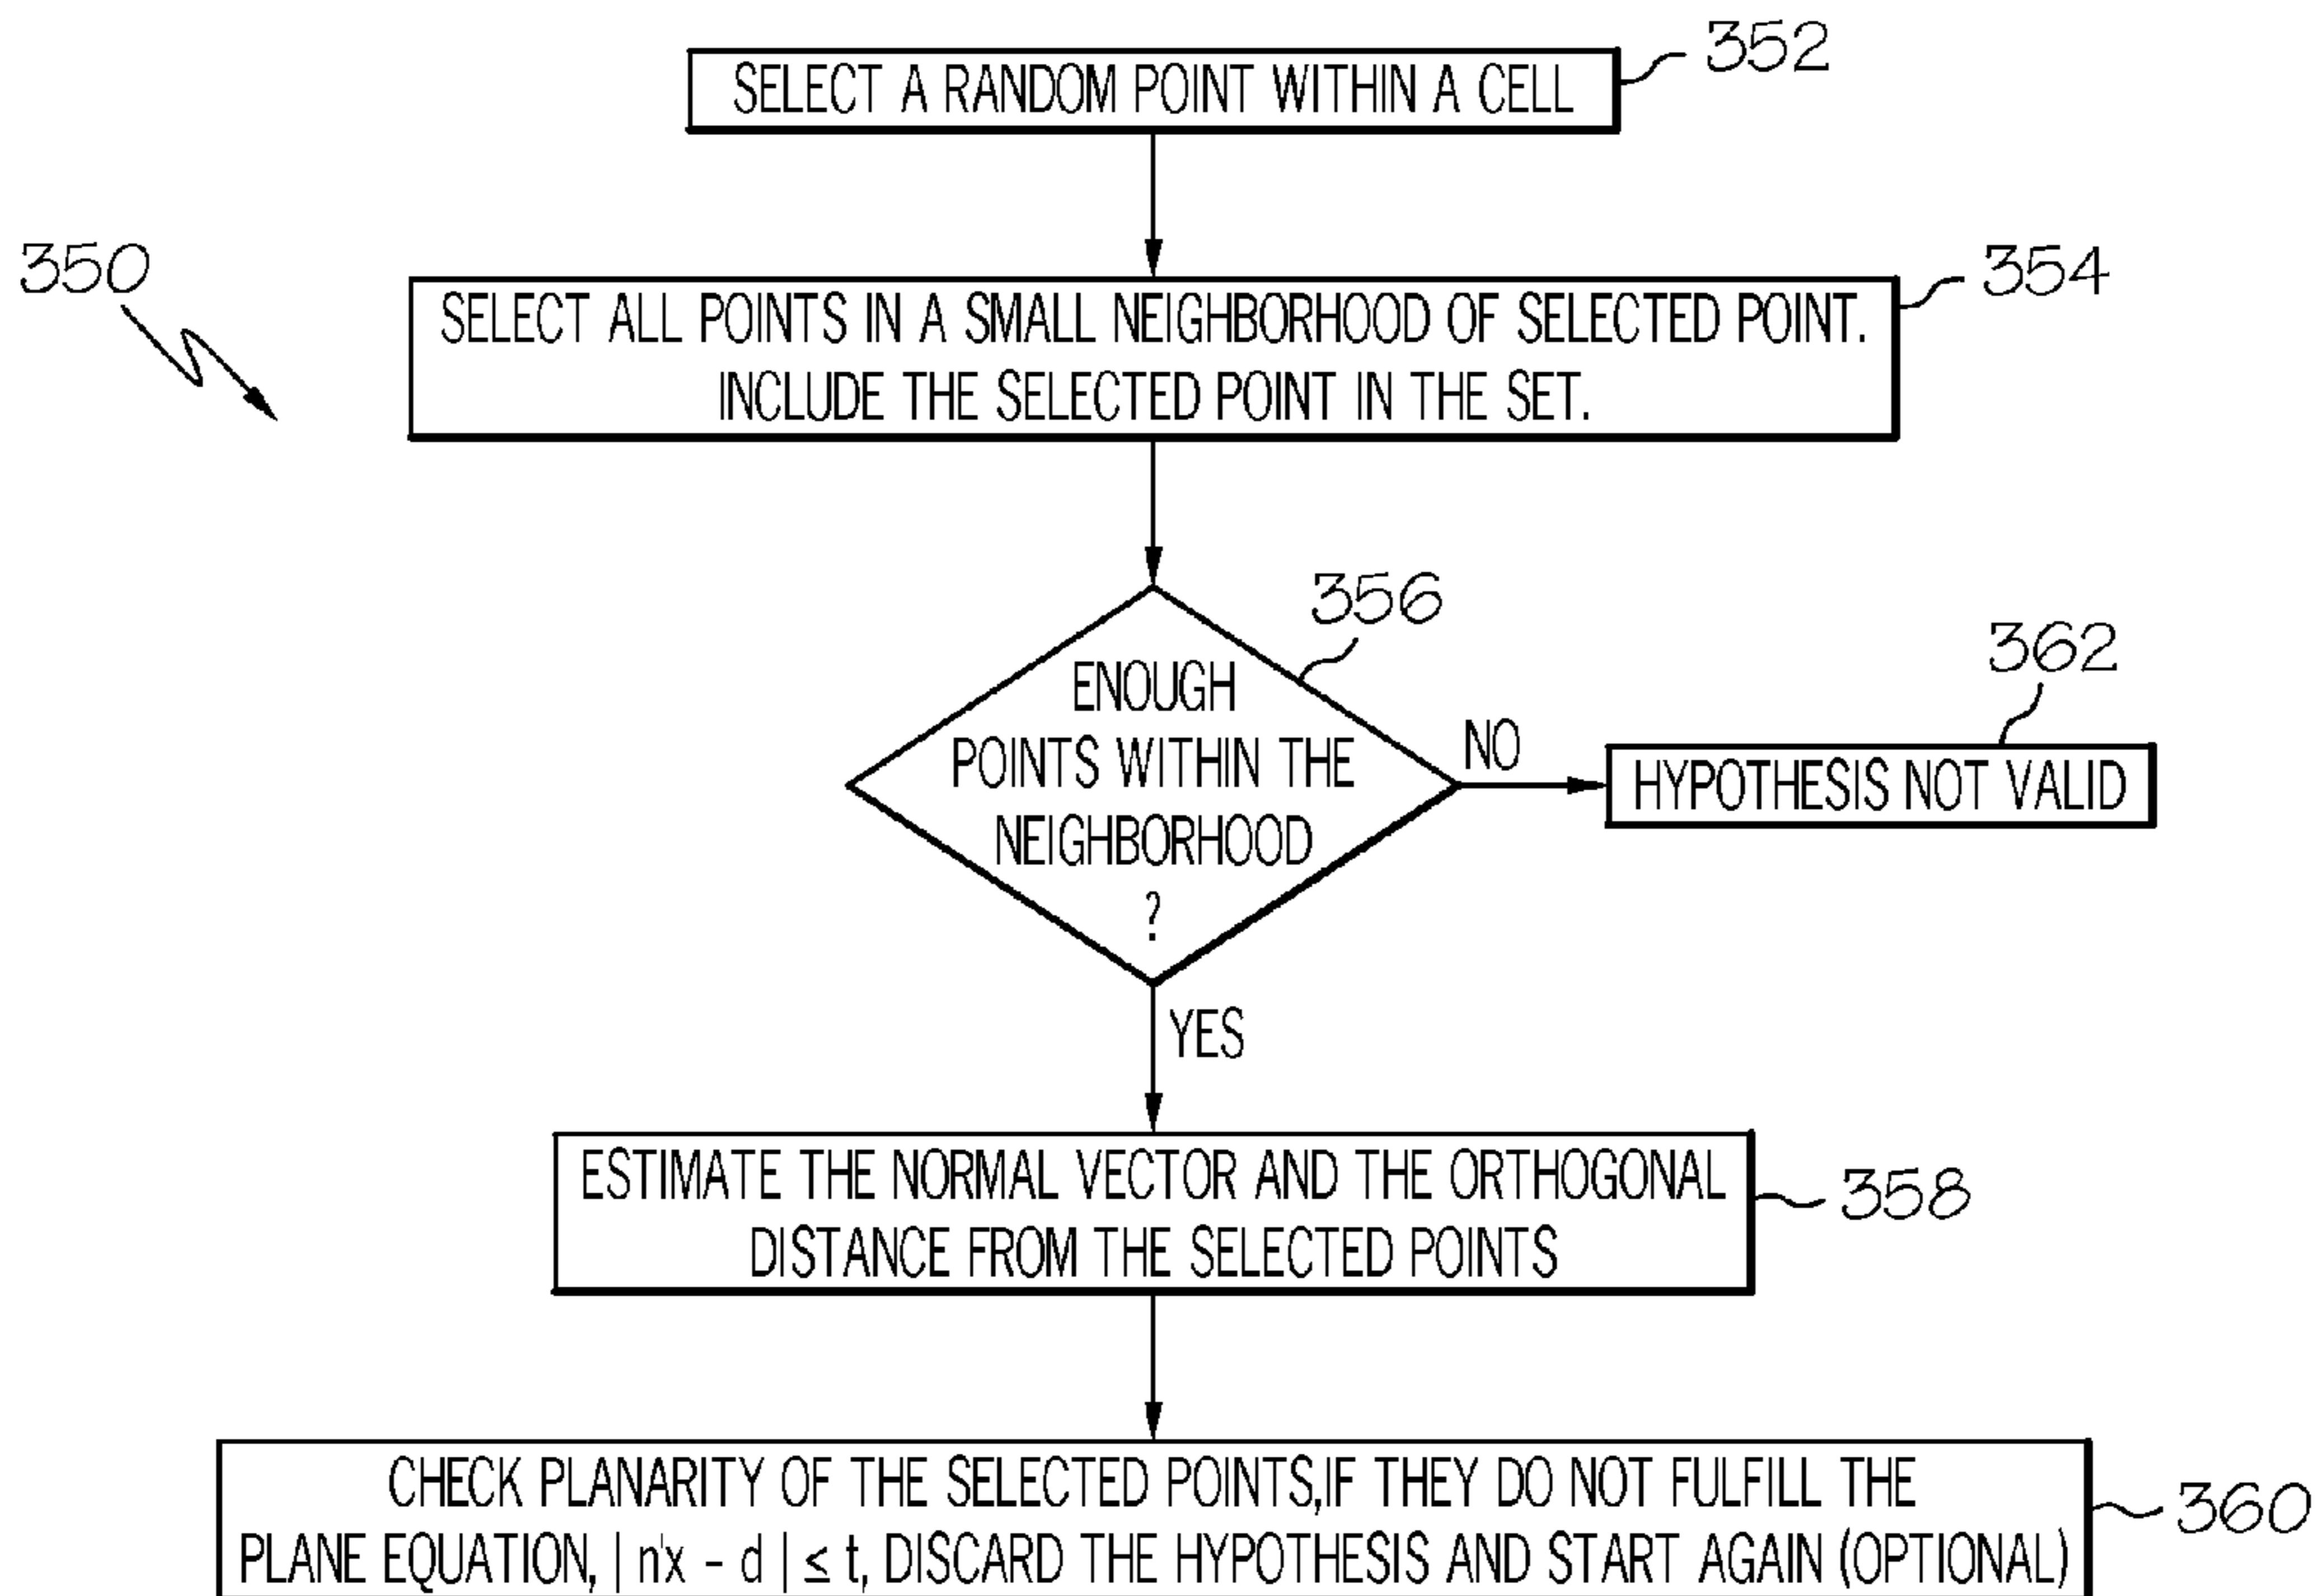 352
SELECT A RANDOM POINT WITHIN A CELL
350
354
SELECT ALL POINTS IN A SMALL NEIGHBORHOOD OF SELECTED POINT.
INCLUDE THE SELECTED POINT IN THE SET.
356
ENOUGH
POINTS WITHIN THE
NEIGHBORHOOD
?
NO
362
HYPOTHESIS NOT VALID
YES
ESTIMATE THE NORMAL VECTOR AND THE ORTHOGONAL
DISTANCE FROM THE SELECTED POINTS
358
CHECK PLANARITY OF THE SELECTED POINTS,IF THEY DO NOT FULFILL THE
PLANE EQUATION, | n'x - d | ≤ t, DISCARD THE HYPOTHESIS AND START AGAIN (OPTIONAL)
360